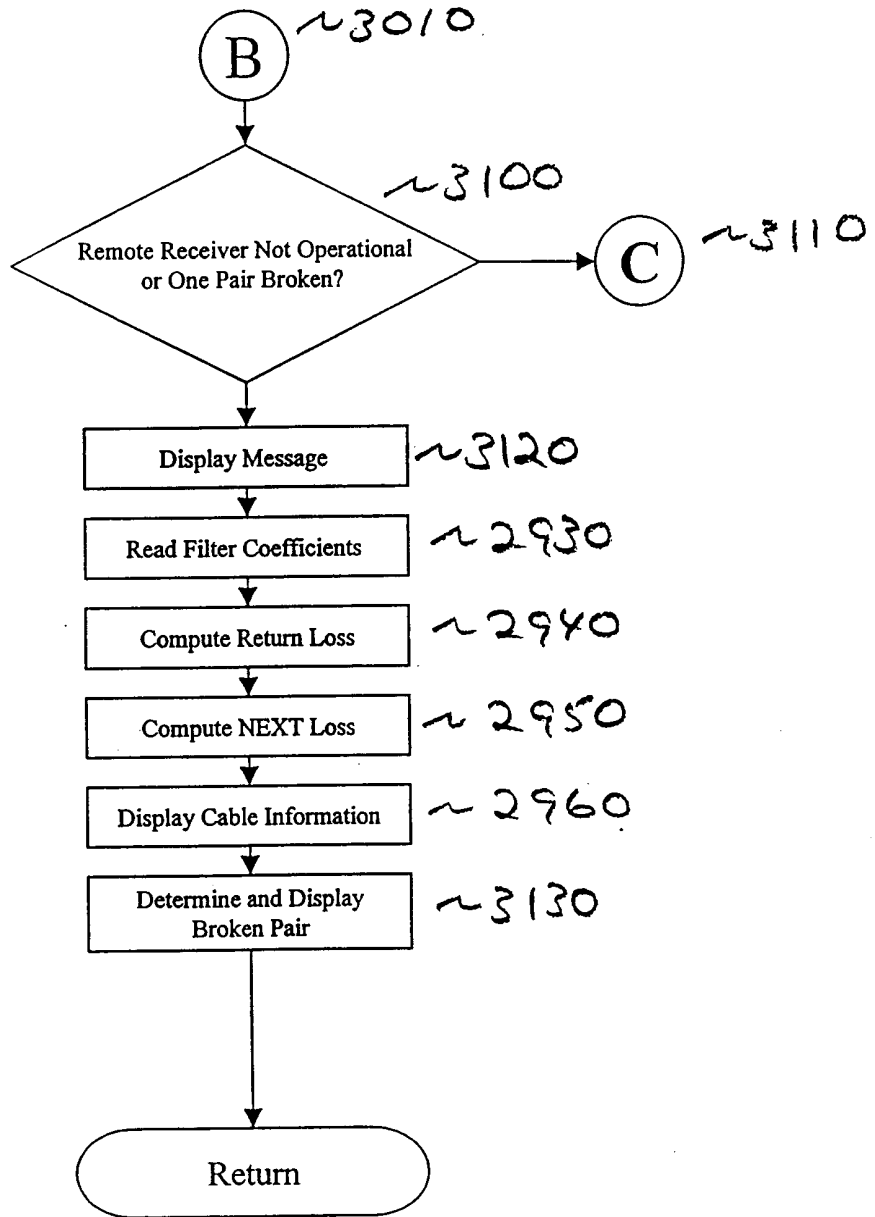 B ~3010
~3100
Remote Receiver Not Operational
or One Pair Broken?
C ~3110
Display Message ~3120
Read Filter Coefficients ~2930
Compute Return Loss ~2940
Compute NEXT Loss ~2950
Display Cable Information ~2960
Determine and Display
Broken Pair ~3130
Return